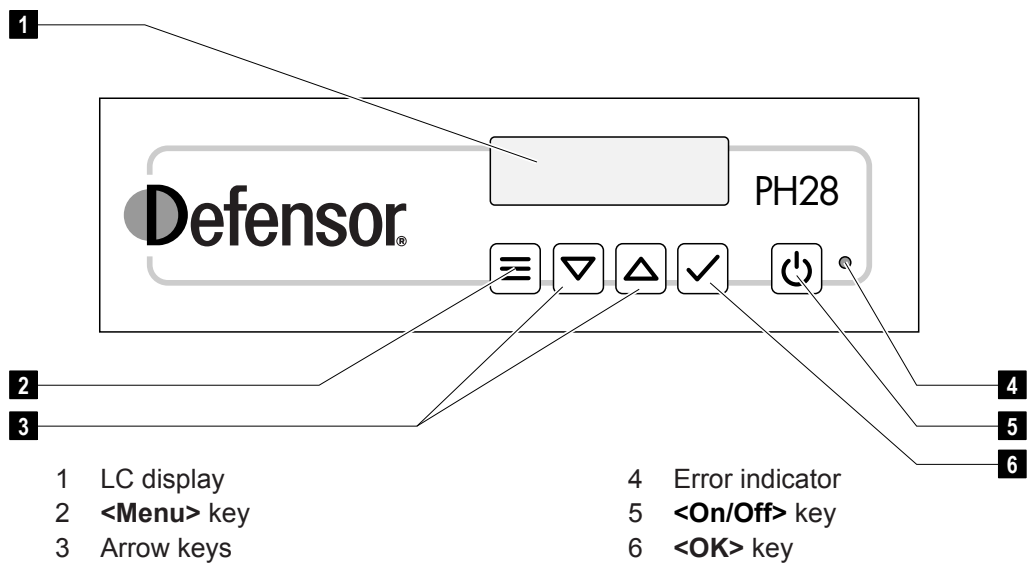 1
Defensor®
PH28
2
3
4
5
6
1 LC display
2 <Menu> key
3 Arrow keys
4 Error indicator
5 <On/Off> key
6 <OK> key